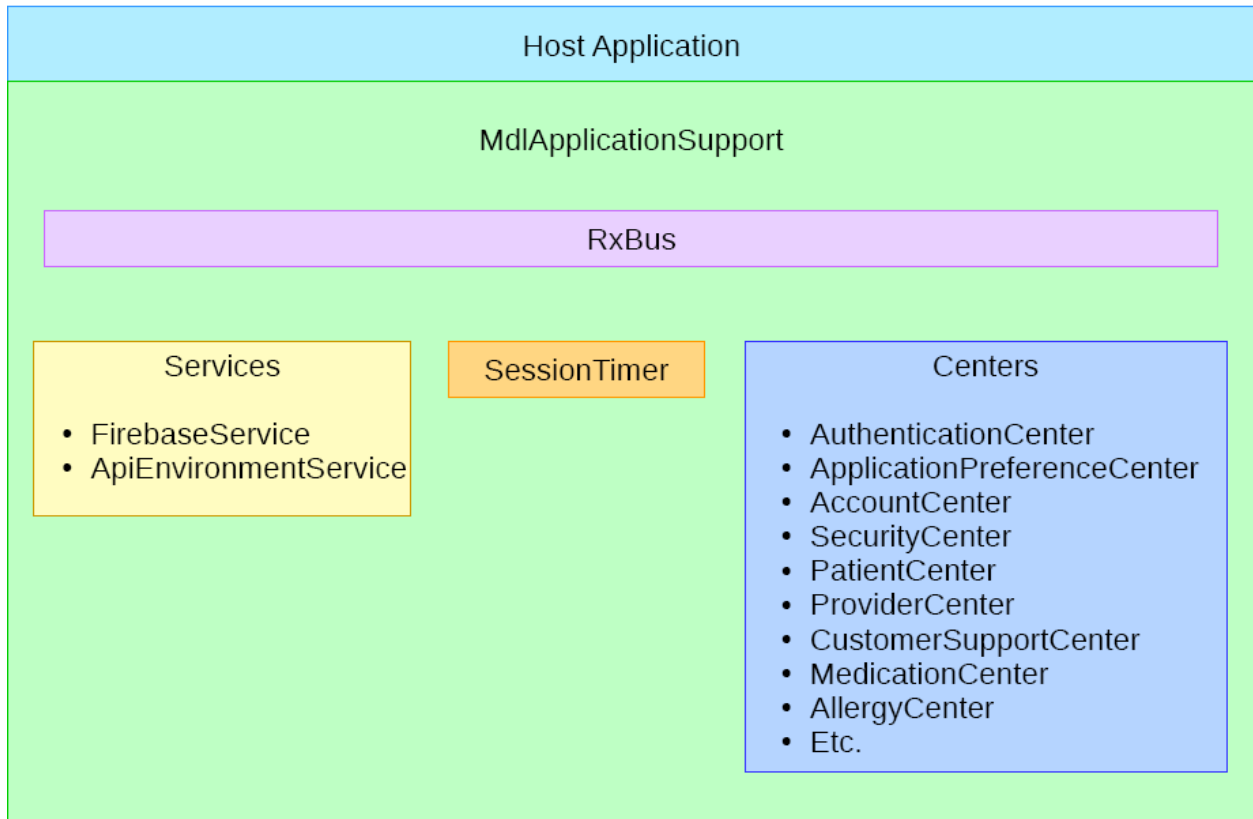 Host Application
MdlApplicationSupport
RxBus
Services
• FirebaseService
• ApiEnvironmentService
SessionTimer
Centers
• AuthenticationCenter
• ApplicationPreferenceCenter
• AccountCenter
• SecurityCenter
• PatientCenter
• ProviderCenter
• CustomerSupportCenter
• MedicationCenter
• AllergyCenter
• Etc.